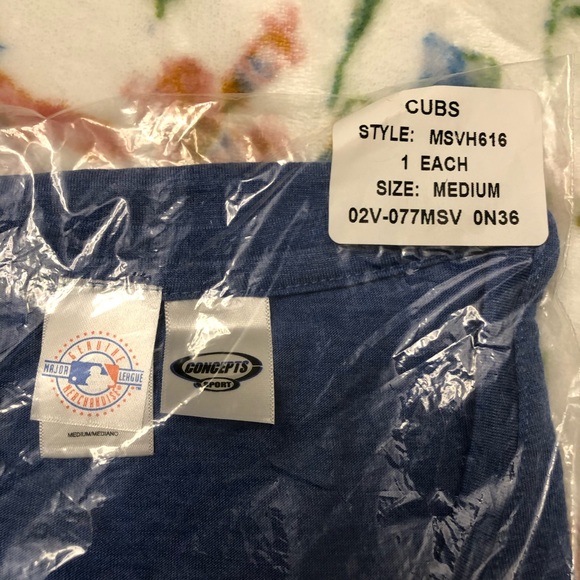 CUBS
STYLE: MSVH616
1 EACH
SIZE: MEDIUM
02V-077MSV 0N36
GENUINE
MAJOR LEAGUE
MERCHANDISE
MEDIUM/MEDIANO
CONCEPTS
SPORT